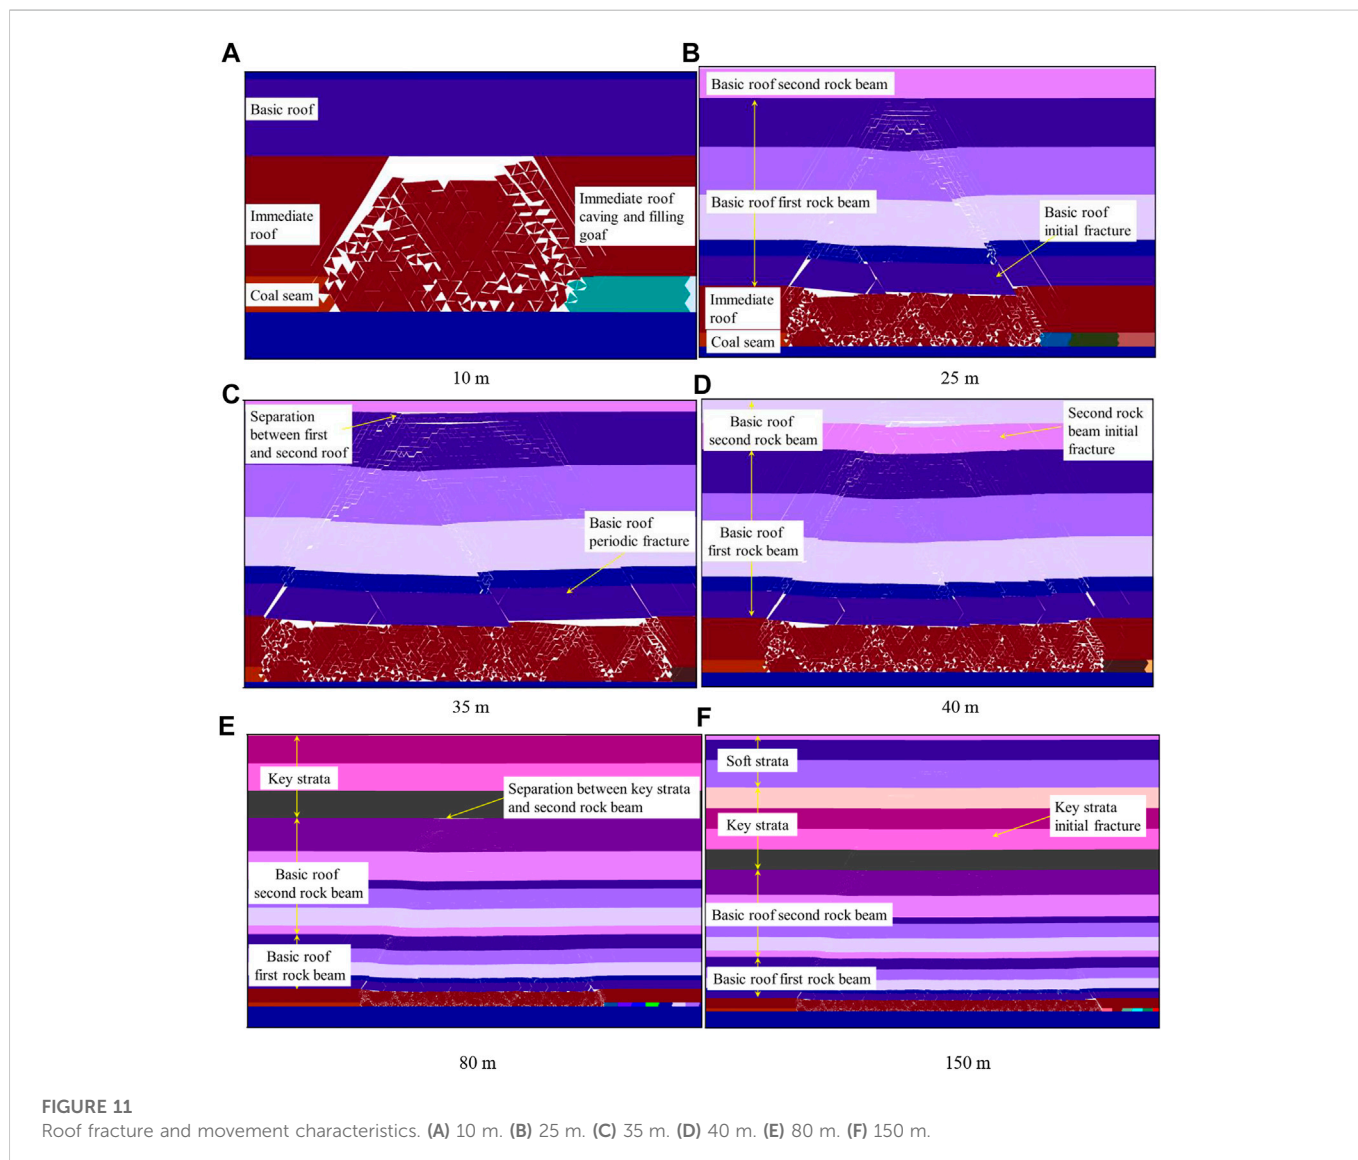 A
Basic roof
Immediate
roof
Immediate roof
caving and filling
goaf
Coal seam
10 m
B
Basic roof second rock beam
Basic roof first rock beam
Basic roof
initial fracture
Immediate
roof
Coal seam
25 m
C
Separation
between first
and second roof
Basic roof
periodic fracture
35 m
D
Basic roof
second rock beam
Second rock
beam initial
fracture
Basic roof
first rock beam
40 m
E
Key strata
Separation between key strata
and second rock beam
Basic roof
second rock beam
Basic roof
first rock beam
80 m
F
Soft strata
Key strata
Key strata
initial fracture
Basic roof second rock beam
Basic roof first rock beam
150 m
FIGURE 11
Roof fracture and movement characteristics. (A) 10 m. (B) 25 m. (C) 35 m. (D) 40 m. (E) 80 m. (F) 150 m.